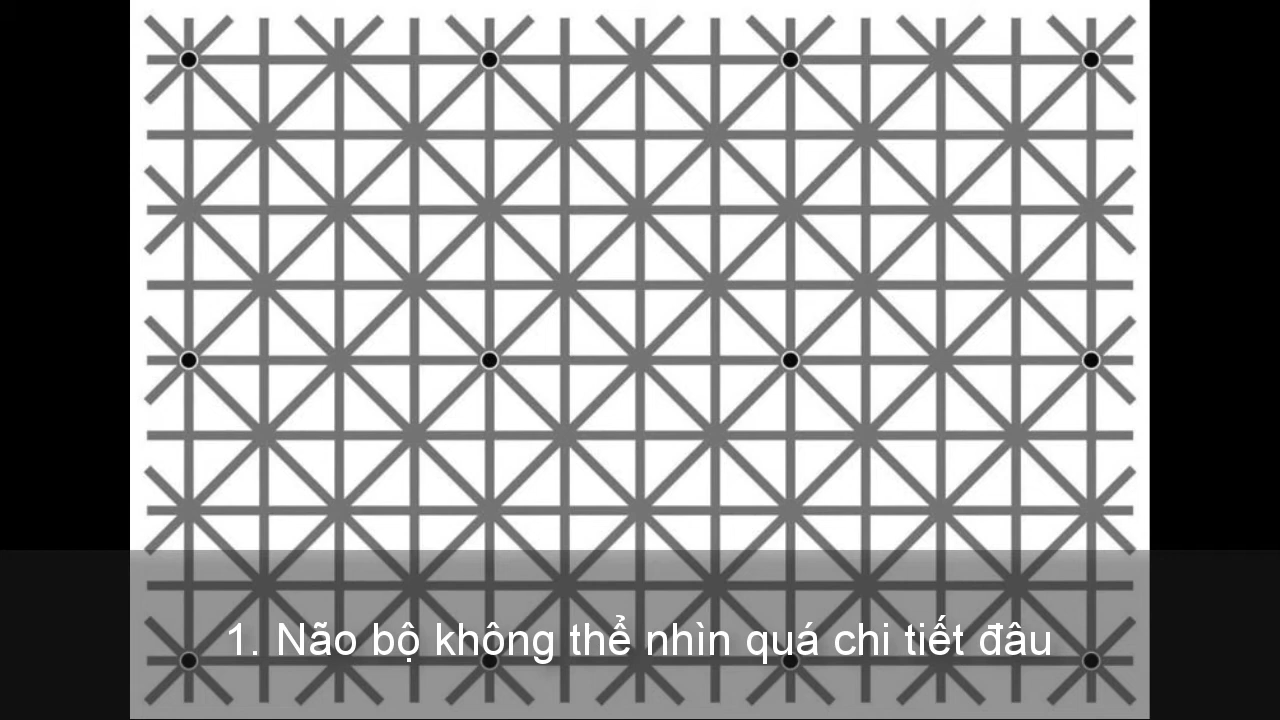 1. Não bộ không thể nhìn quá chi tiết đâu